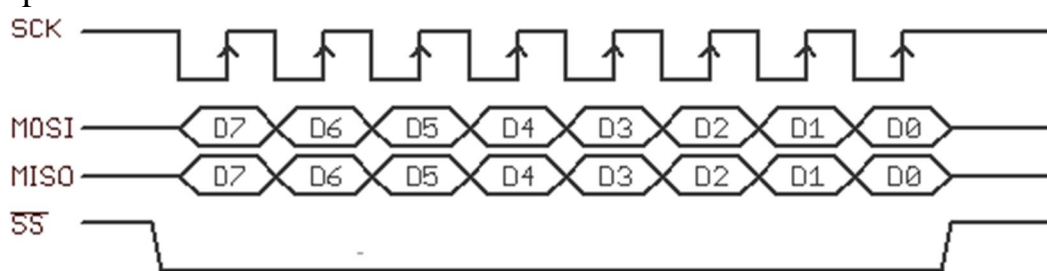 SCK
MOSI D7 D6 D5 D4 D3 D2 D1 D0
MISO D7 D6 D5 D4 D3 D2 D1 D0
S̅S̅